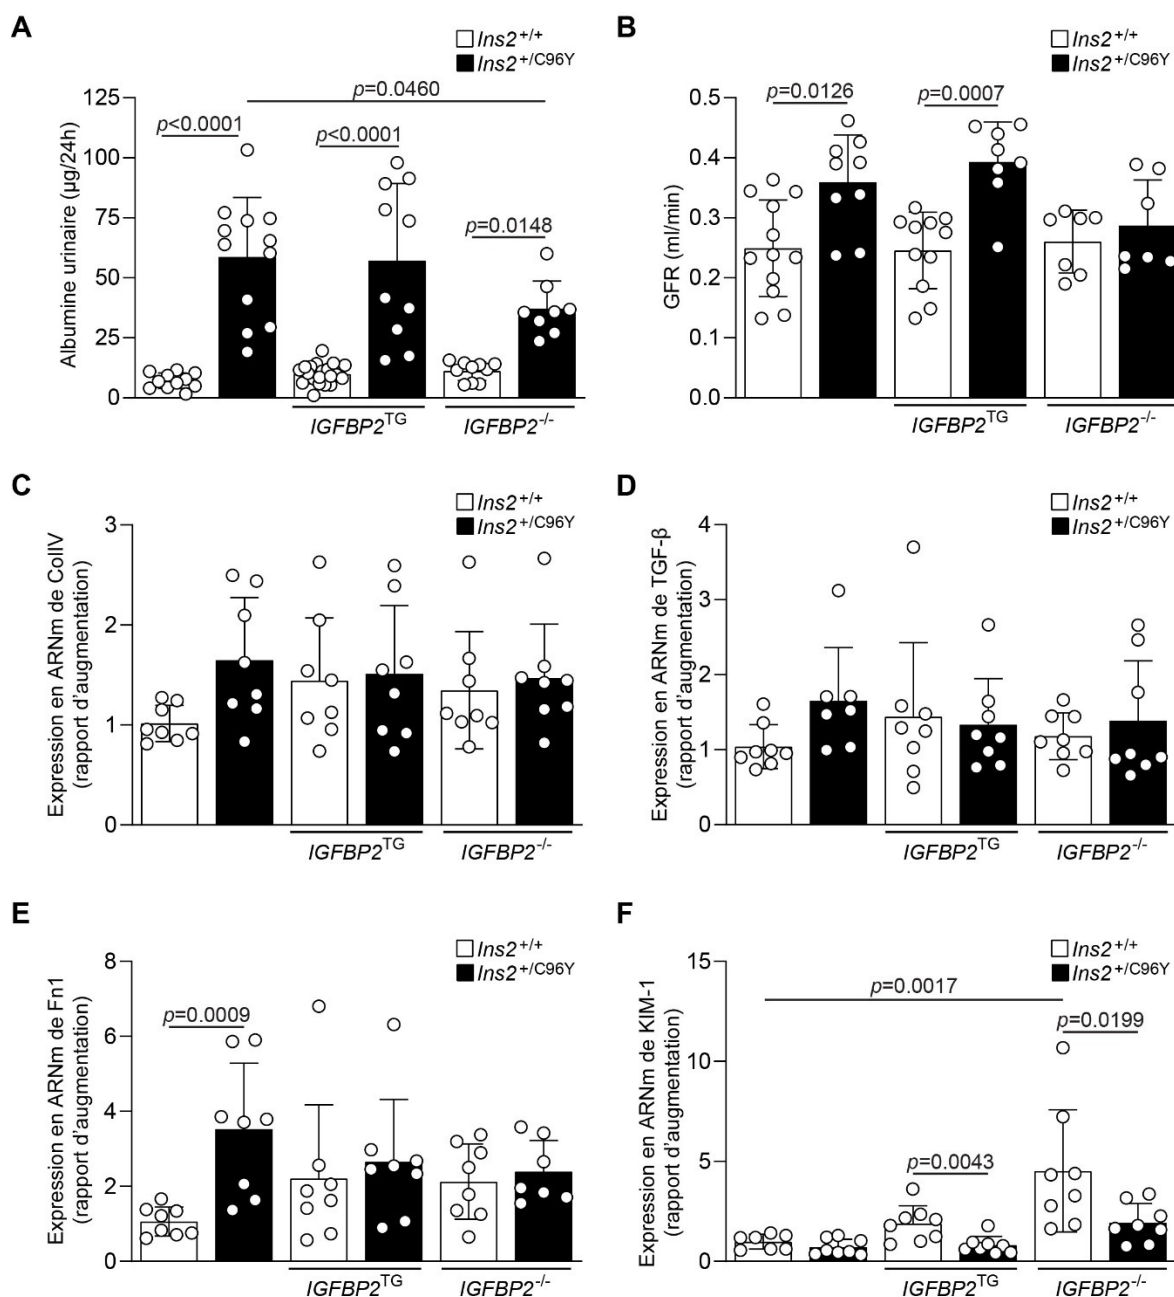 A
Ins2+/+
Ins2+/C96Y
Albumine urinaire (µg/24h)
125
100
75
50
25
0
p<0.0001
p<0.0001
p=0.0460
p=0.0148
IGFBP2TG
IGFBP2-/-
B
Ins2+/+
Ins2+/C96Y
GFR (ml/min)
0.5
0.4
0.3
0.2
0.1
0.0
p=0.0126
p=0.0007
IGFBP2TG
IGFBP2-/-
C
Ins2+/+
Ins2+/C96Y
Expression en ARNm de ColIV
(rapport d'augmentation)
3
2
1
0
IGFBP2TG
IGFBP2-/-
D
Ins2+/+
Ins2+/C96Y
Expression en ARNm de TGF-β
(rapport d'augmentation)
4
3
2
1
0
IGFBP2TG
IGFBP2-/-
E
Ins2+/+
Ins2+/C96Y
Expression en ARNm de Fn1
(rapport d'augmentation)
8
6
4
2
0
p=0.0009
IGFBP2TG
IGFBP2-/-
F
Ins2+/+
Ins2+/C96Y
Expression en ARNm de KIM-1
(rapport d'augmentation)
15
10
5
0
p=0.0017
p=0.0199
p=0.0043
IGFBP2TG
IGFBP2-/-